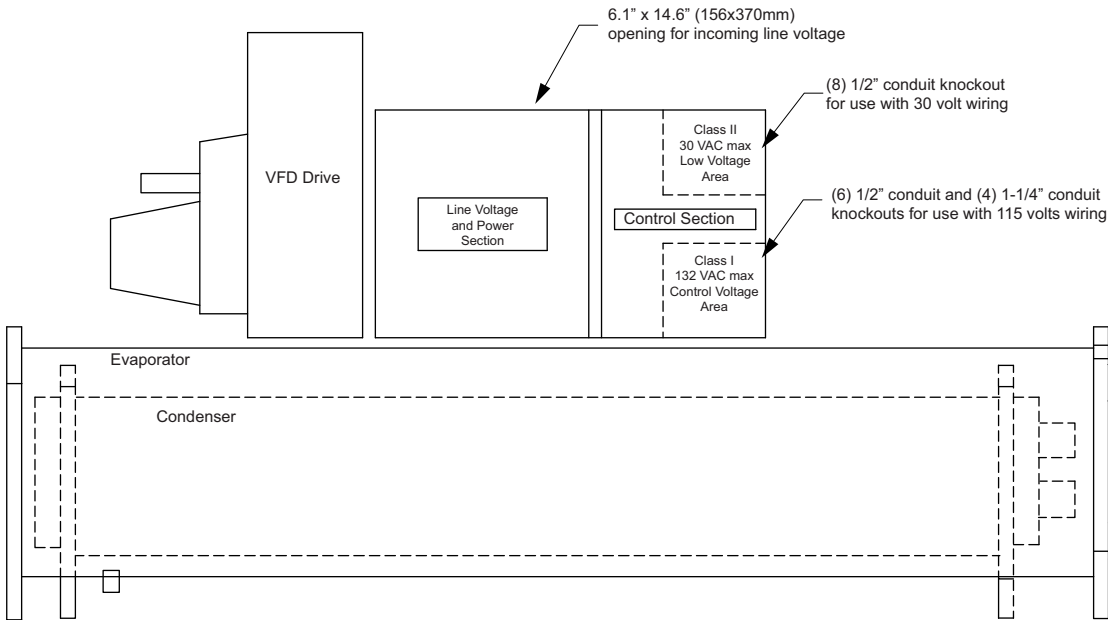 6.1” x 14.6” (156x370mm)
opening for incoming line voltage
(8) 1/2” conduit knockout
for use with 30 volt wiring
Class II
30 VAC max
Low Voltage
Area
VFD Drive
(6) 1/2” conduit and (4) 1-1/4” conduit
knockouts for use with 115 volts wiring
Line Voltage
and Power
Section
Control Section
Class I
132 VAC max
Control Voltage
Area
Evaporator
Condenser